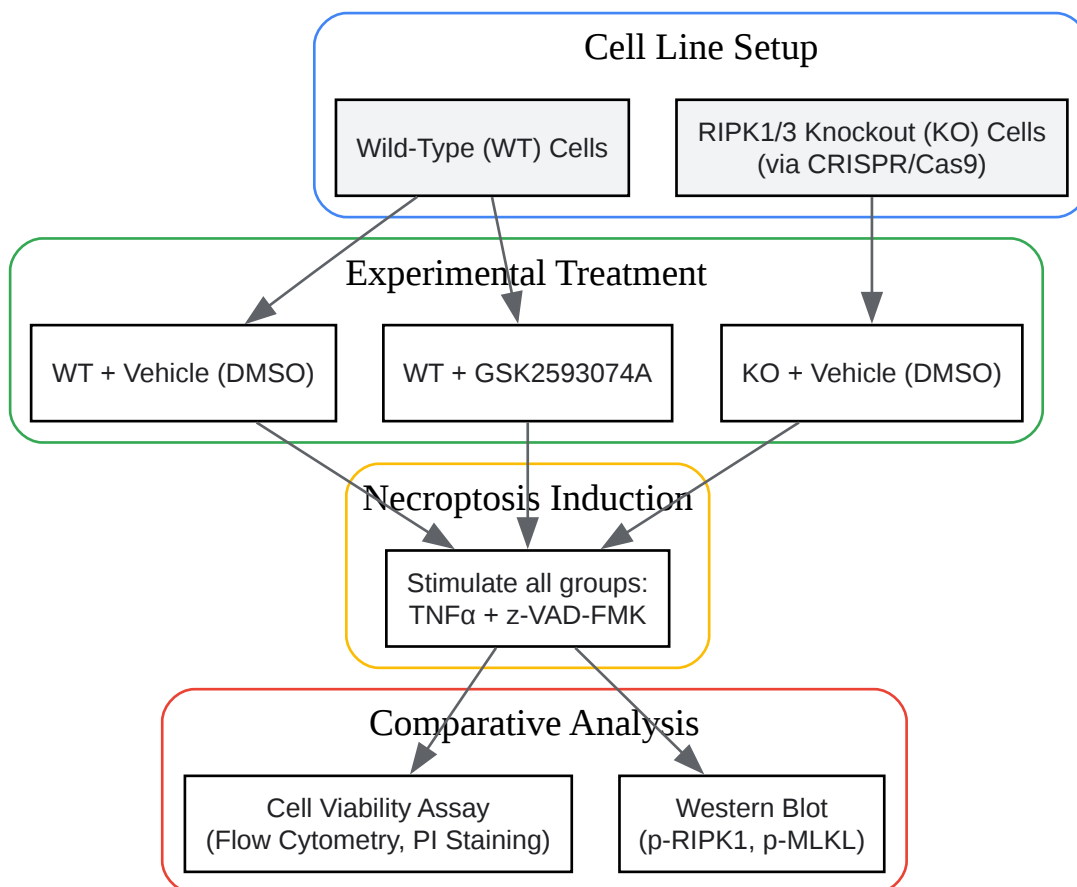 Cell Line Setup
Wild-Type (WT) Cells
RIPK1/3 Knockout (KO) Cells
(via CRISPR/Cas9)
Experimental Treatment
WT + Vehicle (DMSO)
WT + GSK2593074A
KO + Vehicle (DMSO)
Necroptosis Induction
Stimulate all groups:
TNFα + z-VAD-FMK
Comparative Analysis
Cell Viability Assay
(Flow Cytometry, PI Staining)
Western Blot
(p-RIPK1, p-MLKL)